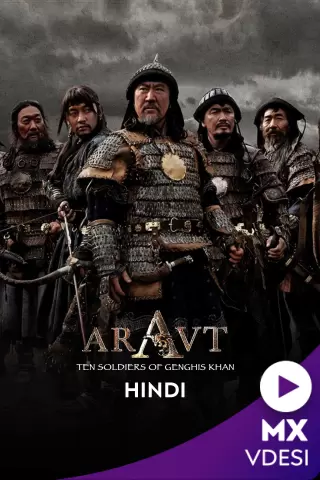 ARAVT
TEN SOLDIERS OF GENGHIS KHAN
HINDI
MX
VDESI